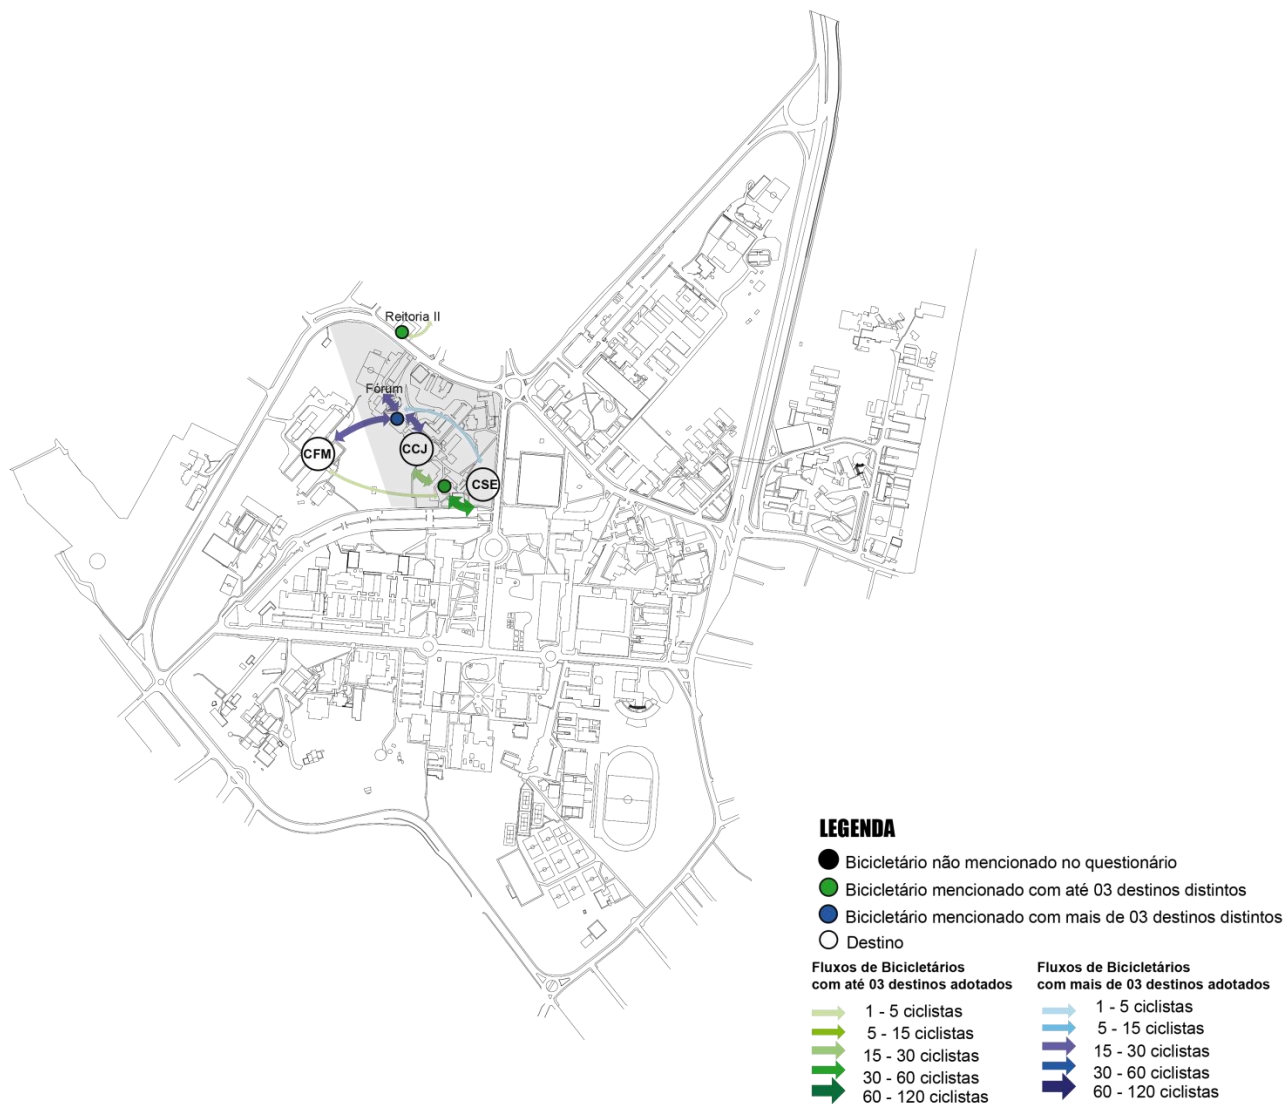 Reitoria II
Fórum
CFM
CCJ
CSE
LEGENDA
Bicicletário não mencionado no questionário
Bicicletário mencionado com até 03 destinos distintos
Bicicletário mencionado com mais de 03 destinos distintos
Destino
Fluxos de Bicicletários
com até 03 destinos adotados
1 - 5 ciclistas
5 - 15 ciclistas
15 - 30 ciclistas
30 - 60 ciclistas
60 - 120 ciclistas
Fluxos de Bicicletários
com mais de 03 destinos adotados
1 - 5 ciclistas
5 - 15 ciclistas
15 - 30 ciclistas
30 - 60 ciclistas
60 - 120 ciclistas